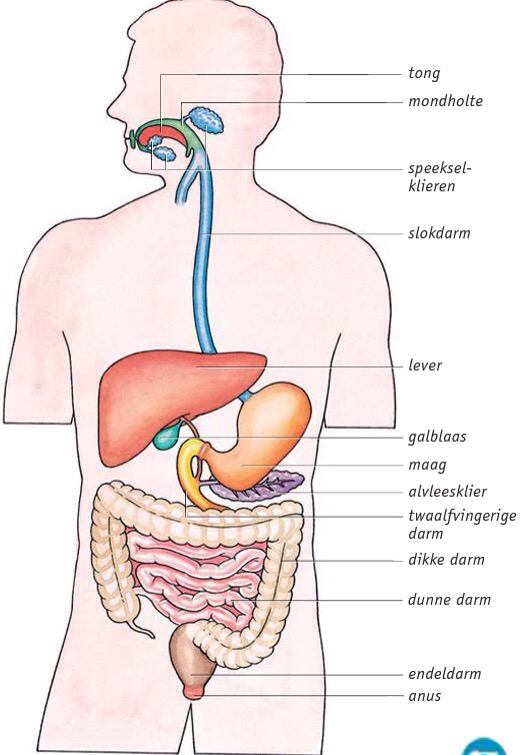 tong
mondholte
speeksel-
klieren
slokdarm
lever
galblaas
maag
alvleesklier
twaalfvingerige
darm
dikke darm
dunne darm
endeldarm
anus